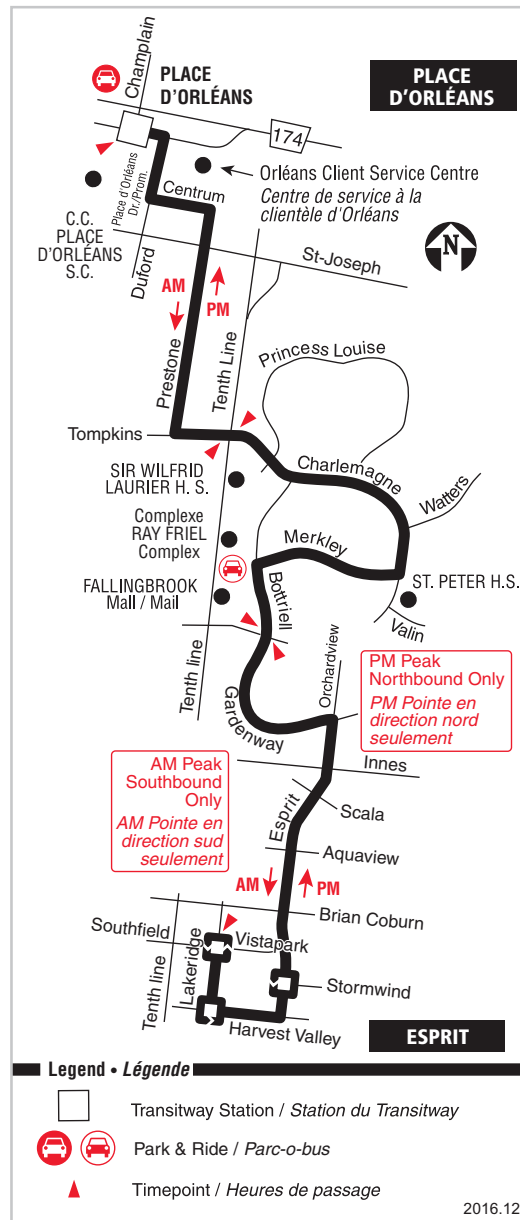 Champlain
PLACE
D'ORLÉANS
PLACE
D'ORLÉANS
174
Orléans Client Service Centre
Centre de service à la
clientèle d'Orléans
Place d'Orléans
Dr./Prom.
Centrum
C.C.
PLACE
D'ORLÉANS
S.C.
Duford
St-Joseph
N
AM
PM
Prestone
Tenth Line
Princess Louise
Tompkins
Charlemagne
SIR WILFRID
LAURIER H. S.
Watters
Complexe
RAY FRIEL
Complex
Merkley
FALLINGBROOK
Mall / Mail
Bottriell
ST. PETER H.S.
Valin
Tenth line
Gardenway
Orchardview
PM Peak
Northbound Only
PM Pointe en
direction nord
seulement
AM Peak
Southbound
Only
AM Pointe en
direction sud
seulement
Innes
Esprit
Scala
Aquaview
AM
PM
Brian Coburn
Southfield
Lakeridge
Vistapark
Tenth line
Stormwind
Harvest Valley
ESPRIT
Legend • Légende
Transitway Station / Station du Transitway
Park & Ride / Parc-o-bus
Timepoint / Heures de passage
2016.12